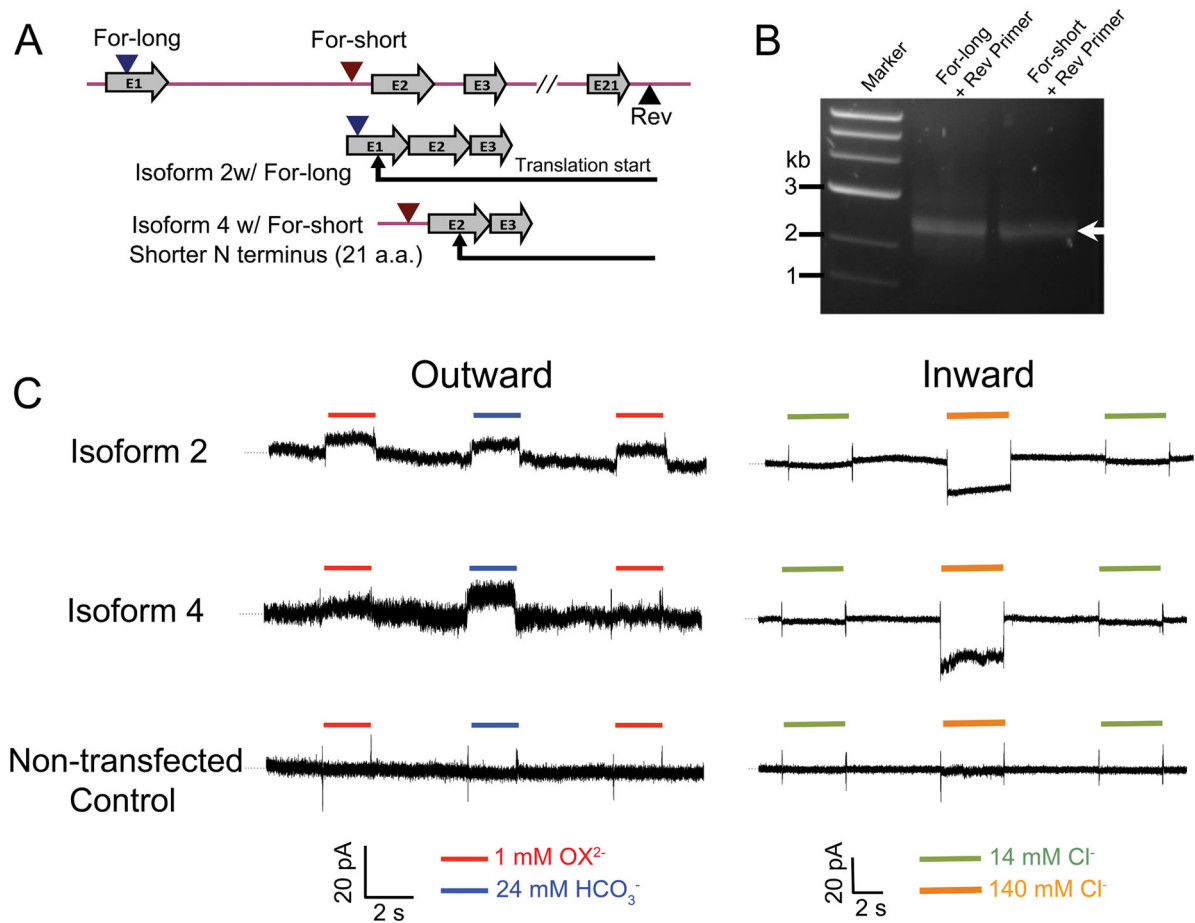 A
For-long
For-short
E1
E2
E3
//
E21
Rev
E1
E2
E3
Translation start
Isoform 2w/ For-long
Isoform 4 w/ For-short
E2
E3
Shorter N terminus (21 a.a.)
B
Marker
For-long
+ Rev Primer
For-short
+ Rev Primer
kb
3
2
1
C
Outward
Inward
Isoform 2
Isoform 4
Non-transfected
Control
20 pA
2 s
1 mM OX²⁻
24 mM HCO₃⁻
20 pA
2 s
14 mM Cl⁻
140 mM Cl⁻